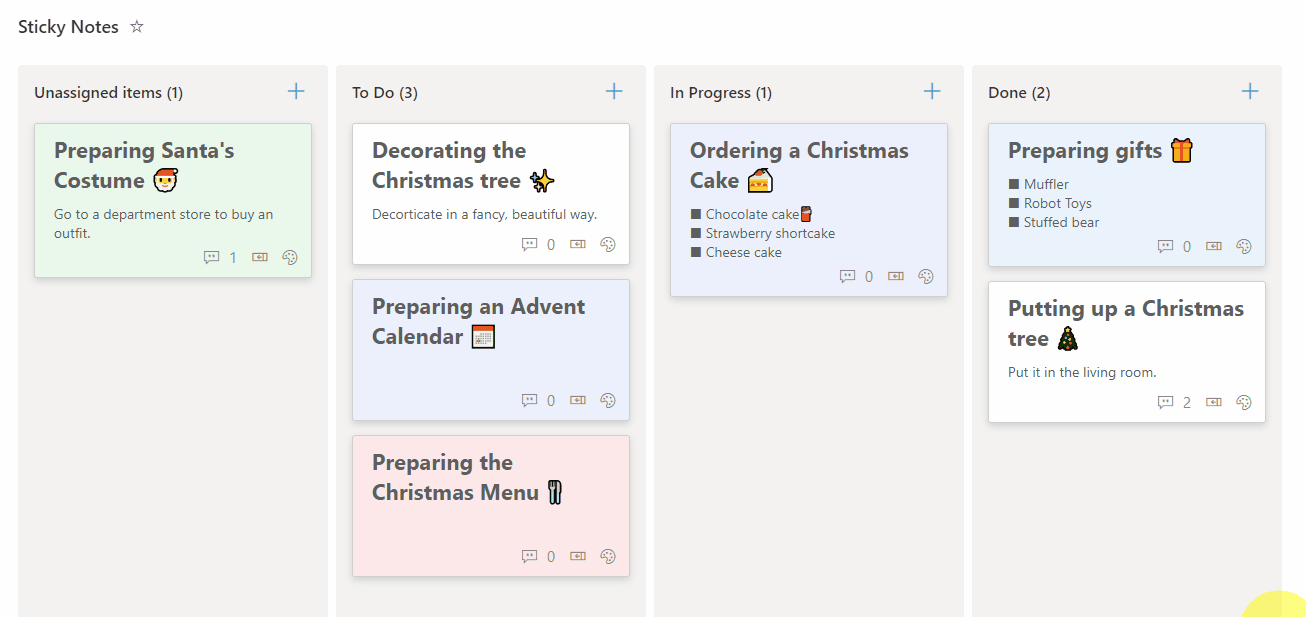 Sticky Notes ☆
Unassigned items (1)
Preparing Santa's
Costume 🎅
Go to a department store to buy an
outfit.
1
To Do (3)
Decorating the
Christmas tree ✨
Decorticate in a fancy, beautiful way.
0
Preparing an Advent
Calendar 📅
0
Preparing the
Christmas Menu 🍴
0
In Progress (1)
Ordering a Christmas
Cake 🍰
■ Chocolate cake🍫
■ Strawberry shortcake
■ Cheese cake
0
Done (2)
Preparing gifts 🎁
■ Muffler
■ Robot Toys
■ Stuffed bear
0
Putting up a Christmas
tree 🎄
Put it in the living room.
2